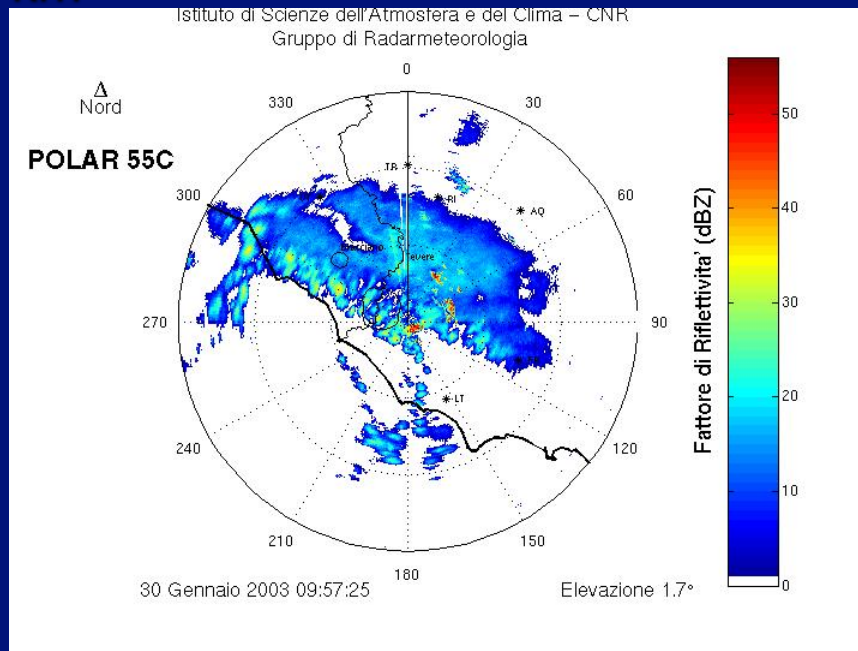 Istituto di Scienze dell'Atmosfera e del Clima – CNR
Gruppo di Radarmeteorologia
Δ
Nord
POLAR 55C
0
30
60
90
120
150
180
210
240
270
300
330
TR
RI
AQ
Tevere
FR
LT
50
40
30
20
10
0
Fattore di Riflettivita' (dBZ)
30 Gennaio 2003 09:57:25
Elevazione 1.7°